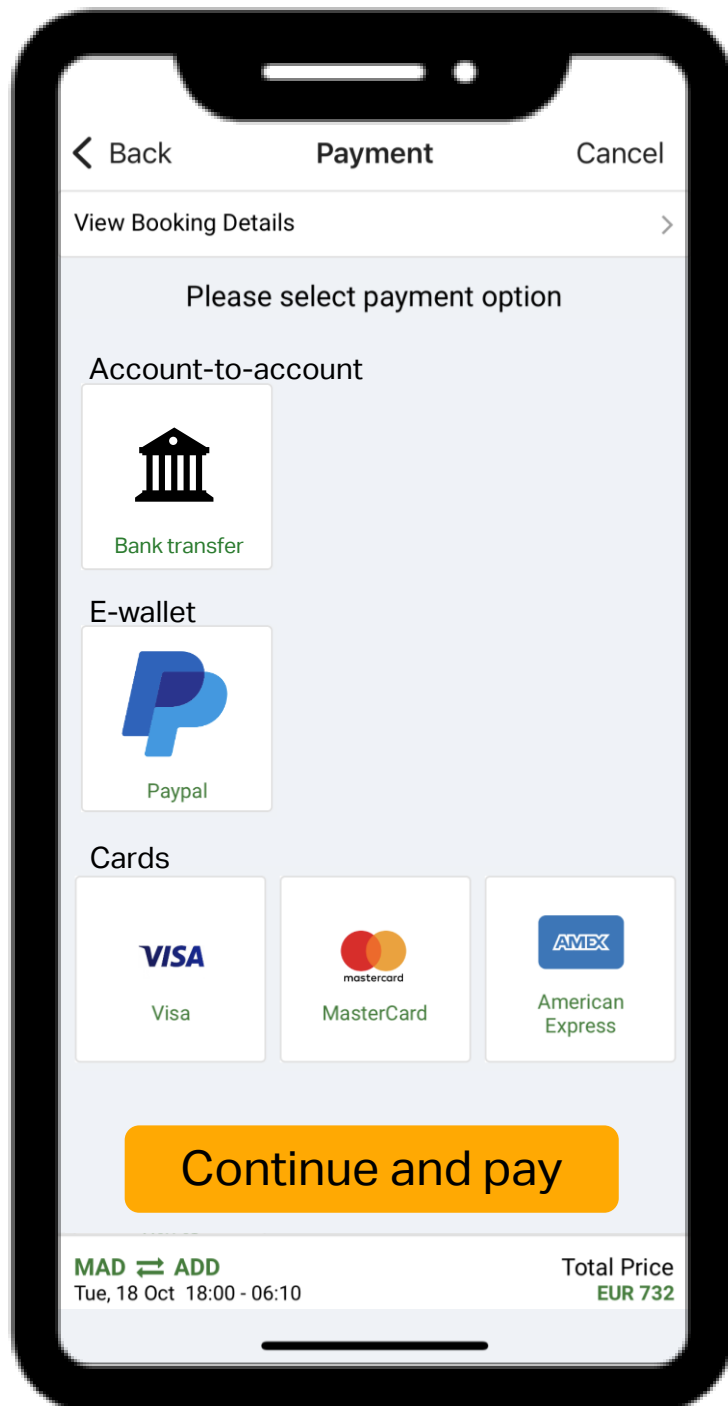 Back Payment Cancel
View Booking Details
Please select payment option
Account-to-account
Bank transfer
E-wallet
Paypal
Cards
VISA mastercard AMEX
Visa MasterCard American
Express
Continue and pay
MAD ⇄ ADD Total Price
Tue, 18 Oct 18:00 - 06:10 EUR 732